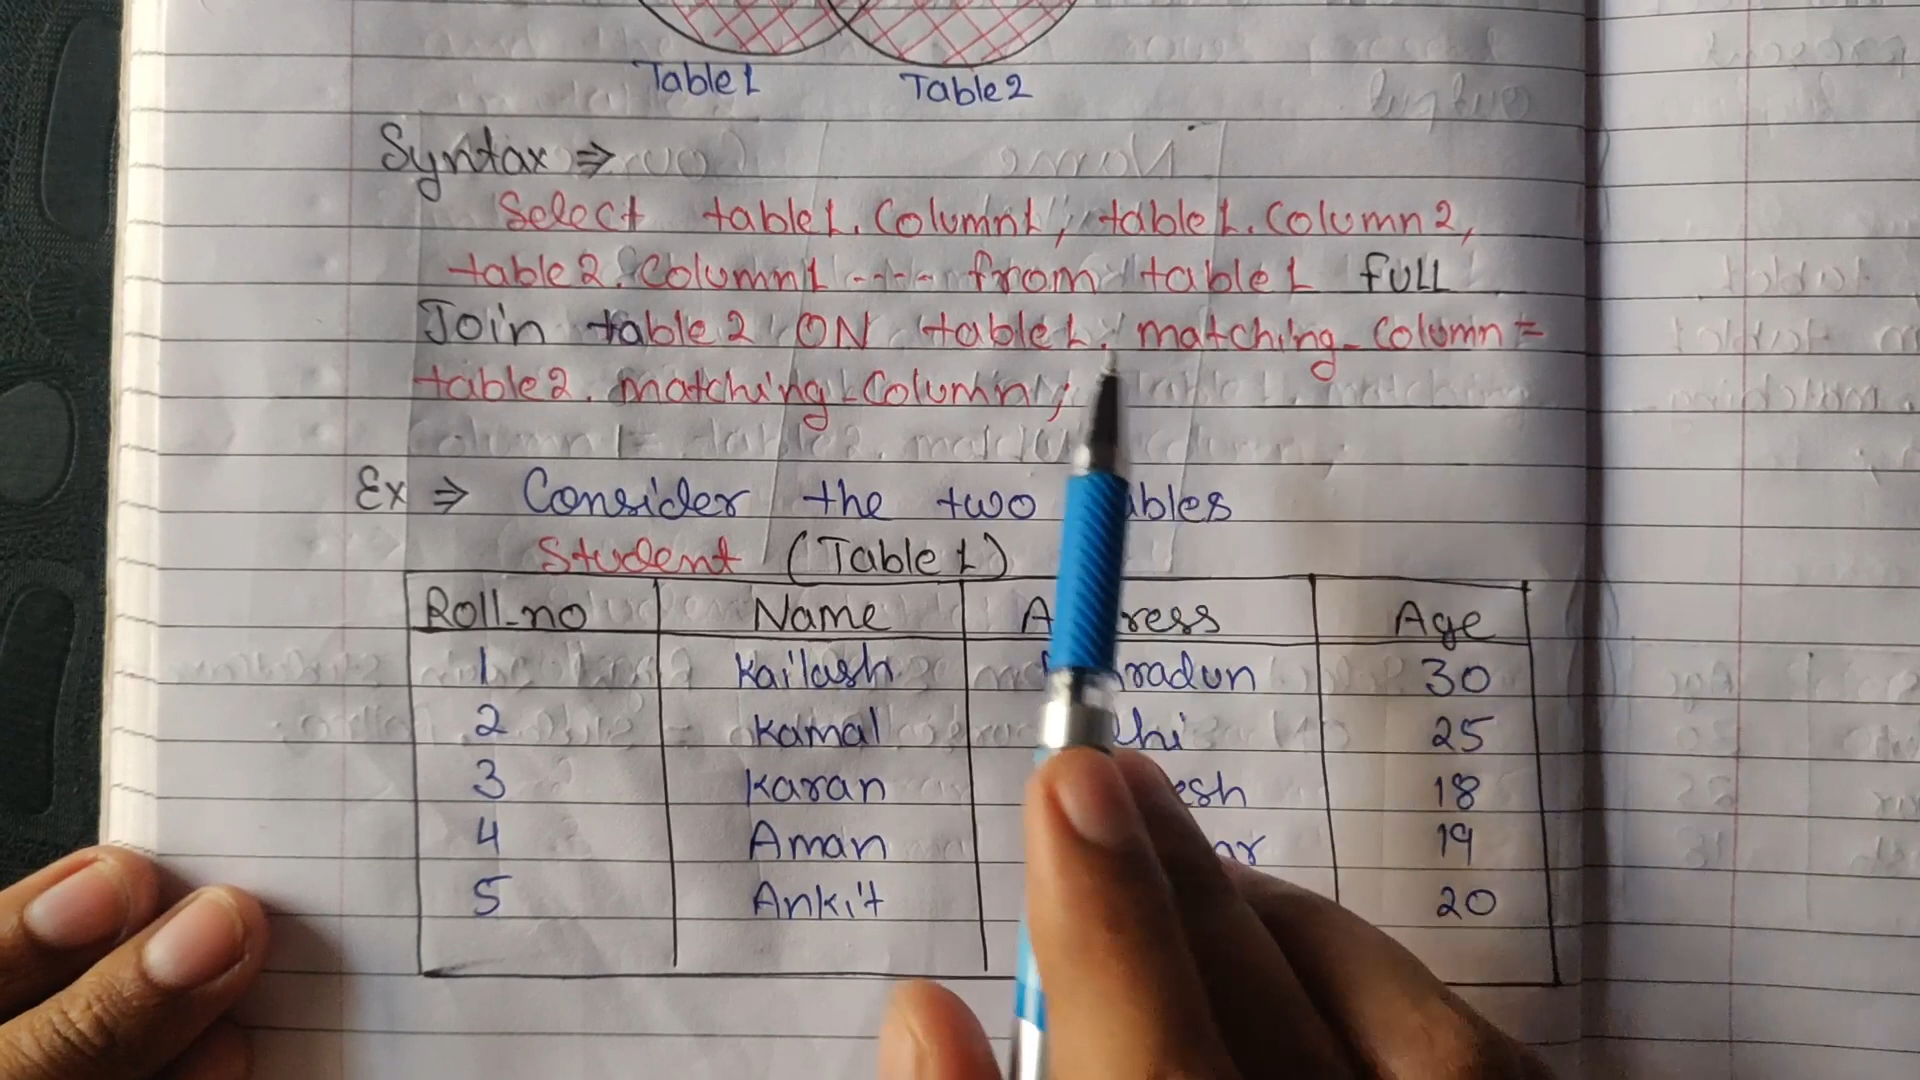 Table1 Table2
Syntax ⇒
Select table1.Column1, table1.Column2,
table2.Column1 ---- from table1 FULL
Join table2 ON table1.matching_Column =
table2.matching_Column;
Ex ⇒ Consider the two
Student (Table 1)
Roll_no Name Age
1 Kailash 30
2 Kamal 25
3 Karan 18
4 Aman 19
5 Ankit 20